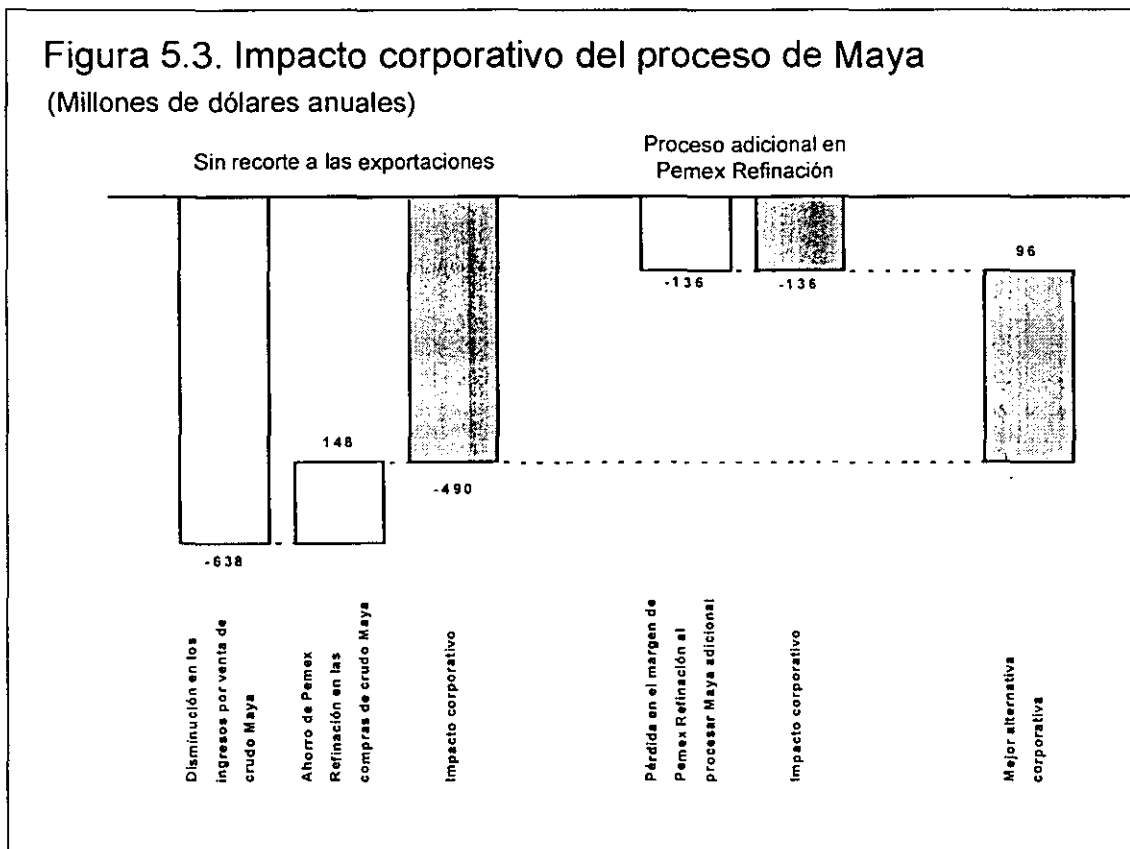 Figura 5.3. Impacto corporativo del proceso de Maya
(Millones de dólares anuales)
Sin recorte a las exportaciones
Proceso adicional en
Pemex Refinación
-638
148
-490
-136
-136
96
Disminución en los
ingresos por venta de
crudo Maya
Ahorro de Pemex
Refinación en las
compras de crudo Maya
Impacto corporativo
Pérdida en el margen de
Pemex Refinación al
procesar Maya adicional
Impacto corporativo
Mejor alternativa
corporativa